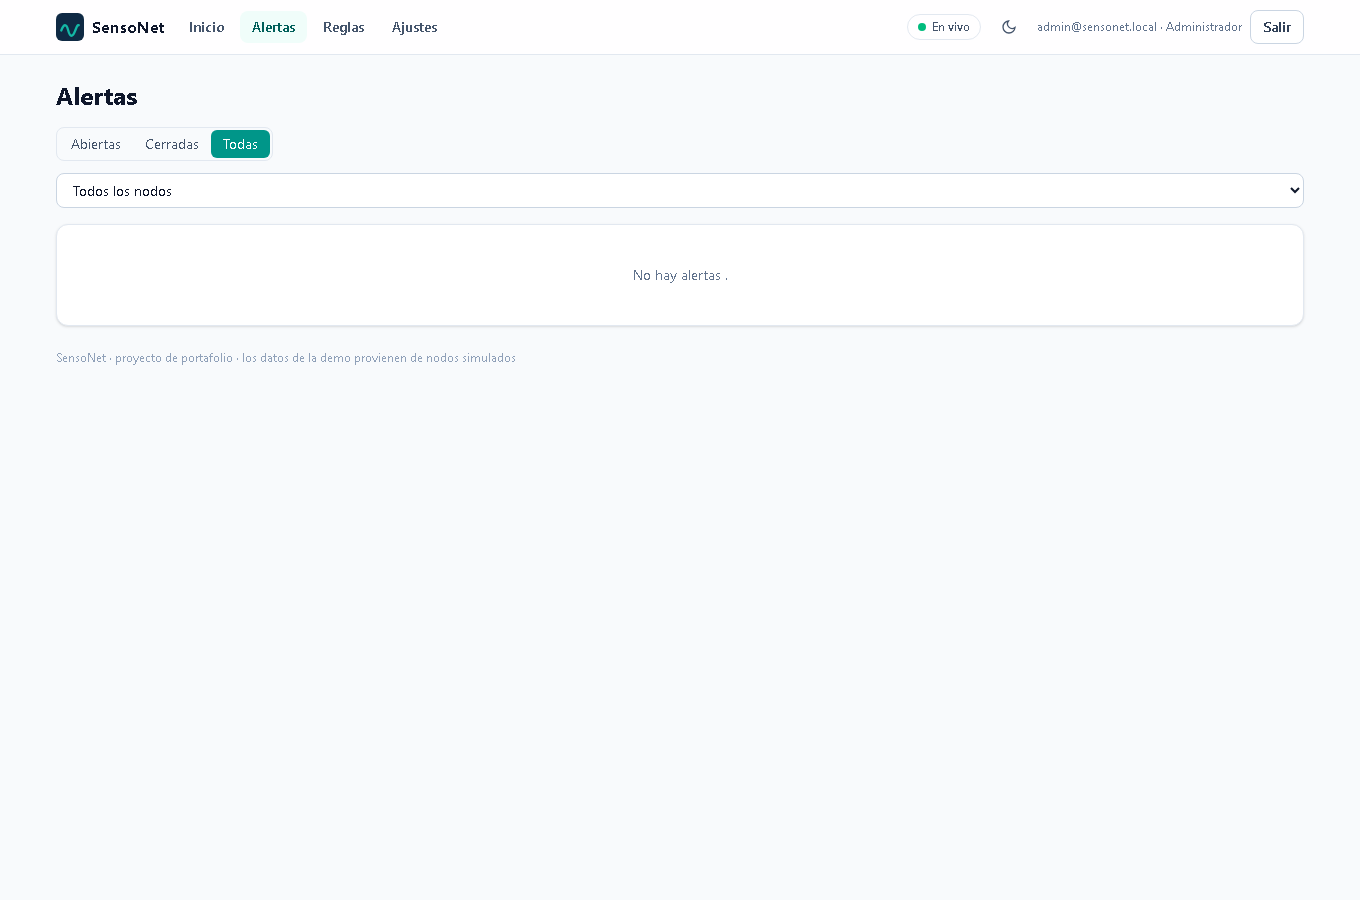 SensoNet Inicio Alertas Reglas Ajustes En vivo admin@sensonet.local · Administrador Salir
Alertas
Abiertas Cerradas Todas
Todos los nodos
No hay alertas .
SensoNet · proyecto de portafolio · los datos de la demo provienen de nodos simulados